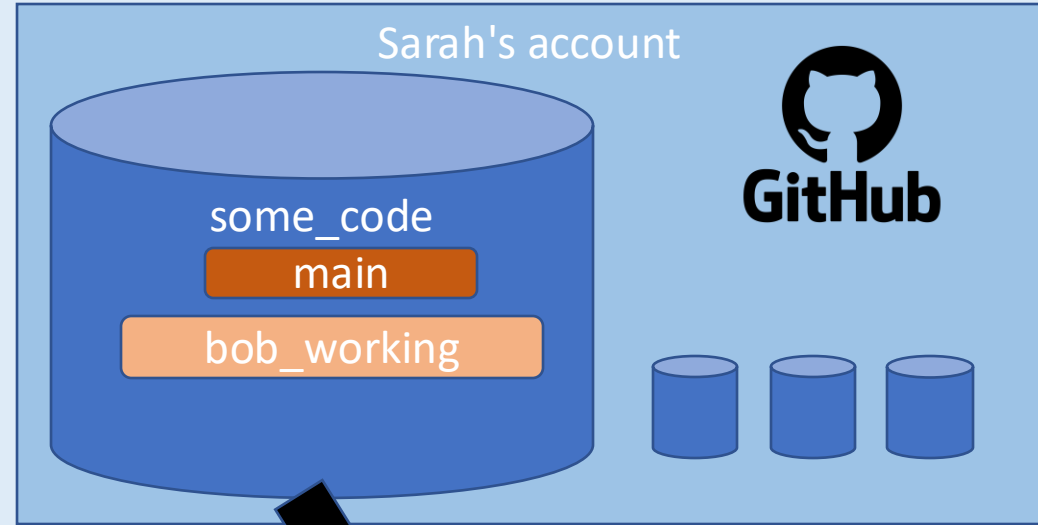 Sarah's account
GitHub
some_code
main
bob_working